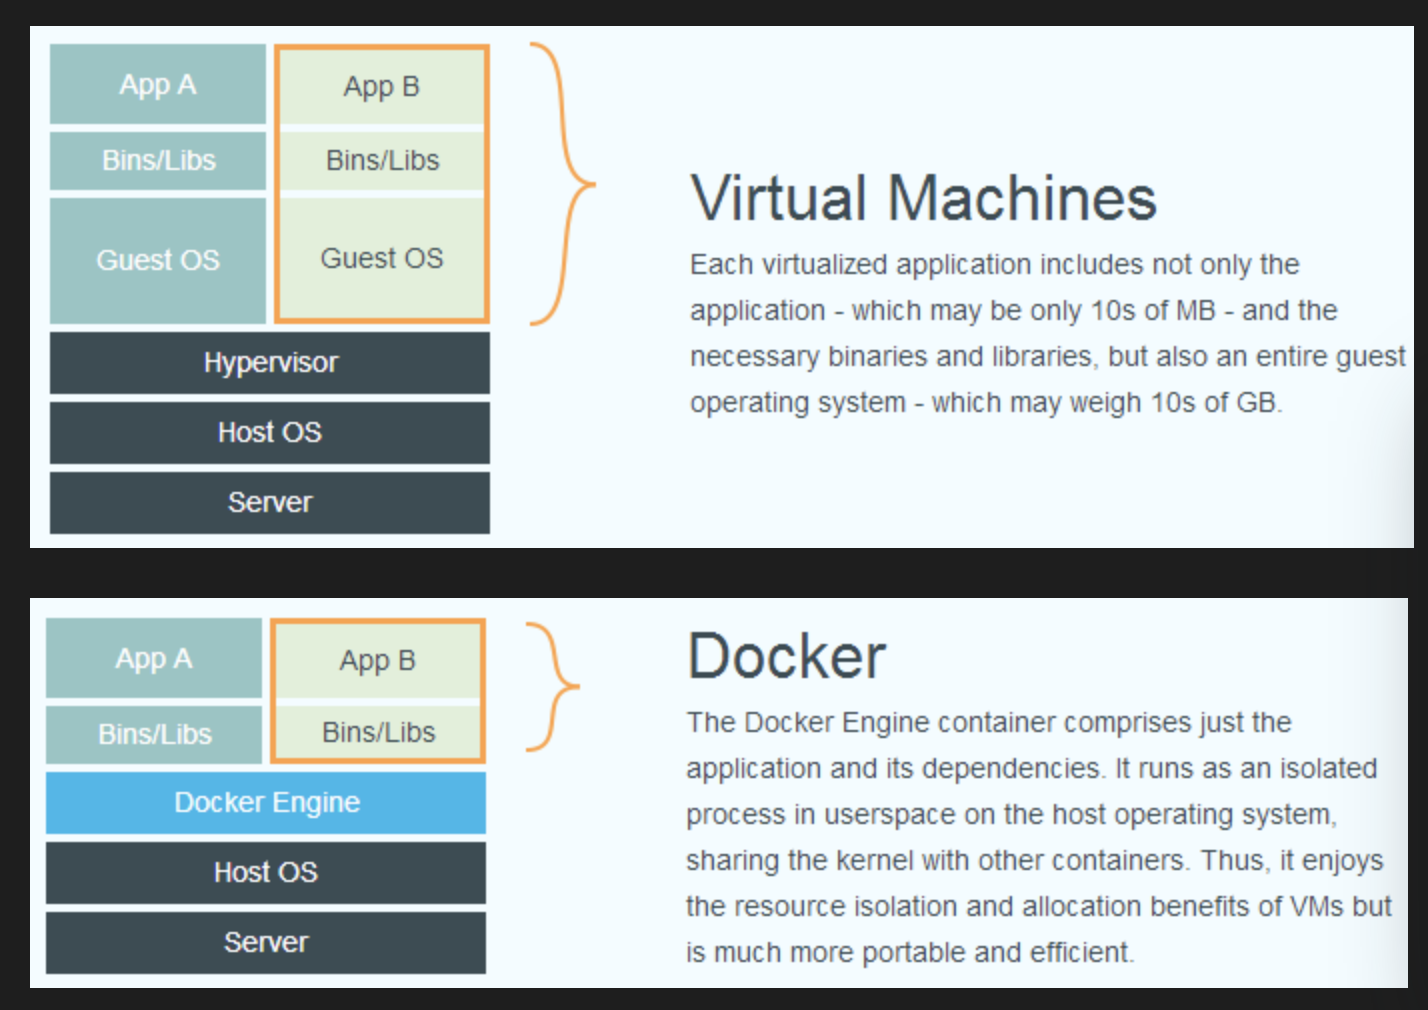 App A
App B
Bins/Libs
Bins/Libs
Guest OS
Guest OS
Hypervisor
Host OS
Server
Virtual Machines
Each virtualized application includes not only the
application - which may be only 10s of MB - and the
necessary binaries and libraries, but also an entire guest
operating system - which may weigh 10s of GB.
App A
App B
Bins/Libs
Bins/Libs
Docker Engine
Host OS
Server
Docker
The Docker Engine container comprises just the
application and its dependencies. It runs as an isolated
process in userspace on the host operating system,
sharing the kernel with other containers. Thus, it enjoys
the resource isolation and allocation benefits of VMs but
is much more portable and efficient.